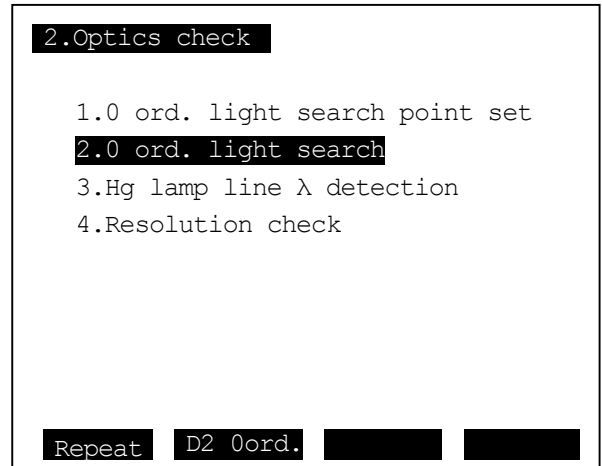 2.Optics check
1.0 ord. light search point set
2.0 ord. light search
3.Hg lamp line λ detection
4.Resolution check
Repeat D2 0ord.